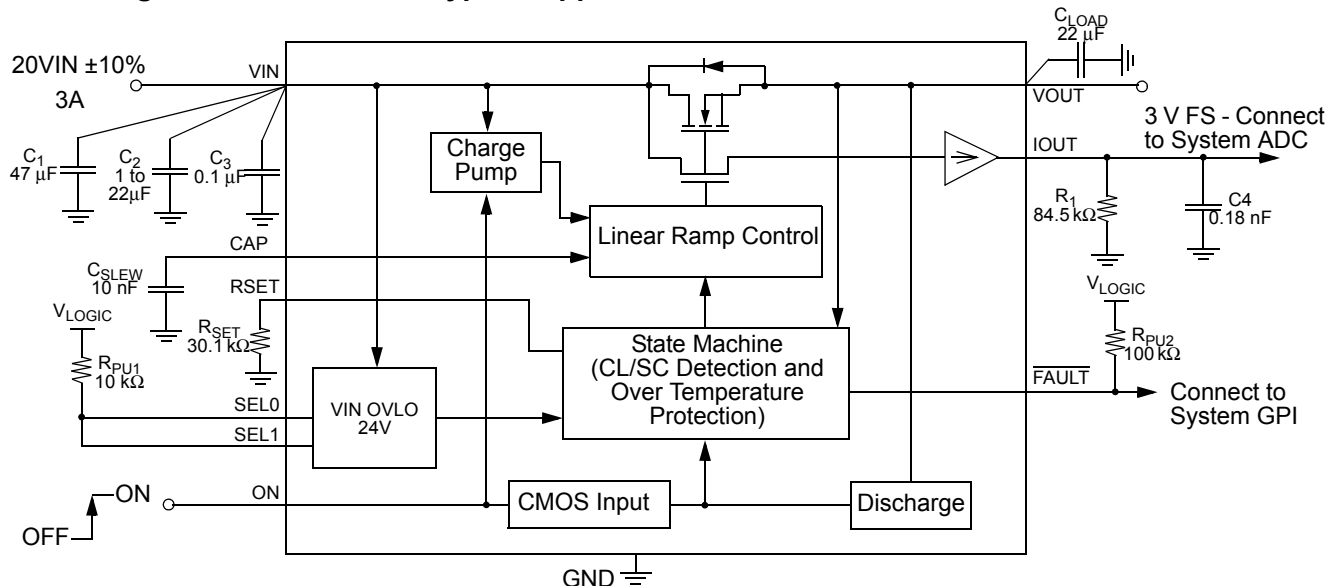 20VIN ±10%
3A
VIN
C1
47 µF
C2
1 to
22µF
C3
0.1 µF
CLOAD
22 µF
VOUT
3 V FS - Connect
to System ADC
IOUT
Charge
Pump
R1
84.5 kΩ
C4
0.18 nF
Linear Ramp Control
CAP
CSLEW
10 nF
RSET
RSET
30.1 kΩ
VLOGIC
RPU1
10 kΩ
VLOGIC
RPU2
100 kΩ
State Machine
(CL/SC Detection and
Over Temperature
Protection)
FAULT
Connect to
System GPI
SEL0
SEL1
VIN OVLO
24V
ON
OFF
ON
CMOS Input
Discharge
GND